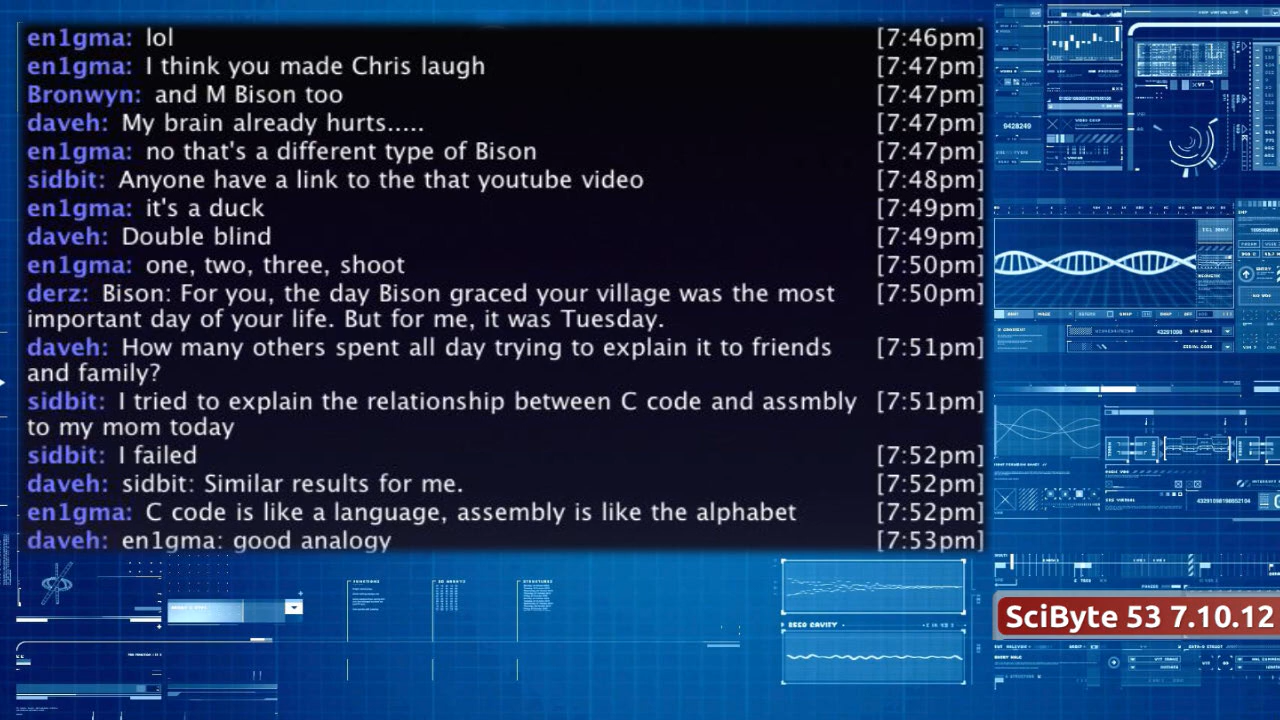 en1gma: lol [7:46pm]
en1gma: I think you made Chris laugh [7:47pm]
Bronwyn: and M Bison too [7:47pm]
daveh: My brain already hurts .... [7:47pm]
en1gma: no that's a different type of Bison [7:47pm]
sidbit: Anyone have a link to the that youtube video [7:48pm]
en1gma: it's a duck [7:49pm]
daveh: Double blind [7:49pm]
en1gma: one, two, three, shoot [7:50pm]
derz: Bison: For you, the day Bison graced your village was the most [7:50pm]
important day of your life. But for me, it was Tuesday.
daveh: How many others spent all day trying to explain it to friends [7:51pm]
and family?
sidbit: I tried to explain the relationship between C code and assmbly [7:51pm]
to my mom today
sidbit: I failed [7:52pm]
daveh: sidbit: Similar results for me. [7:52pm]
en1gma: C code is like a language, assembly is like the alphabet [7:52pm]
daveh: en1gma: good analogy [7:53pm]
9428249
SciByte 53 7.10.12